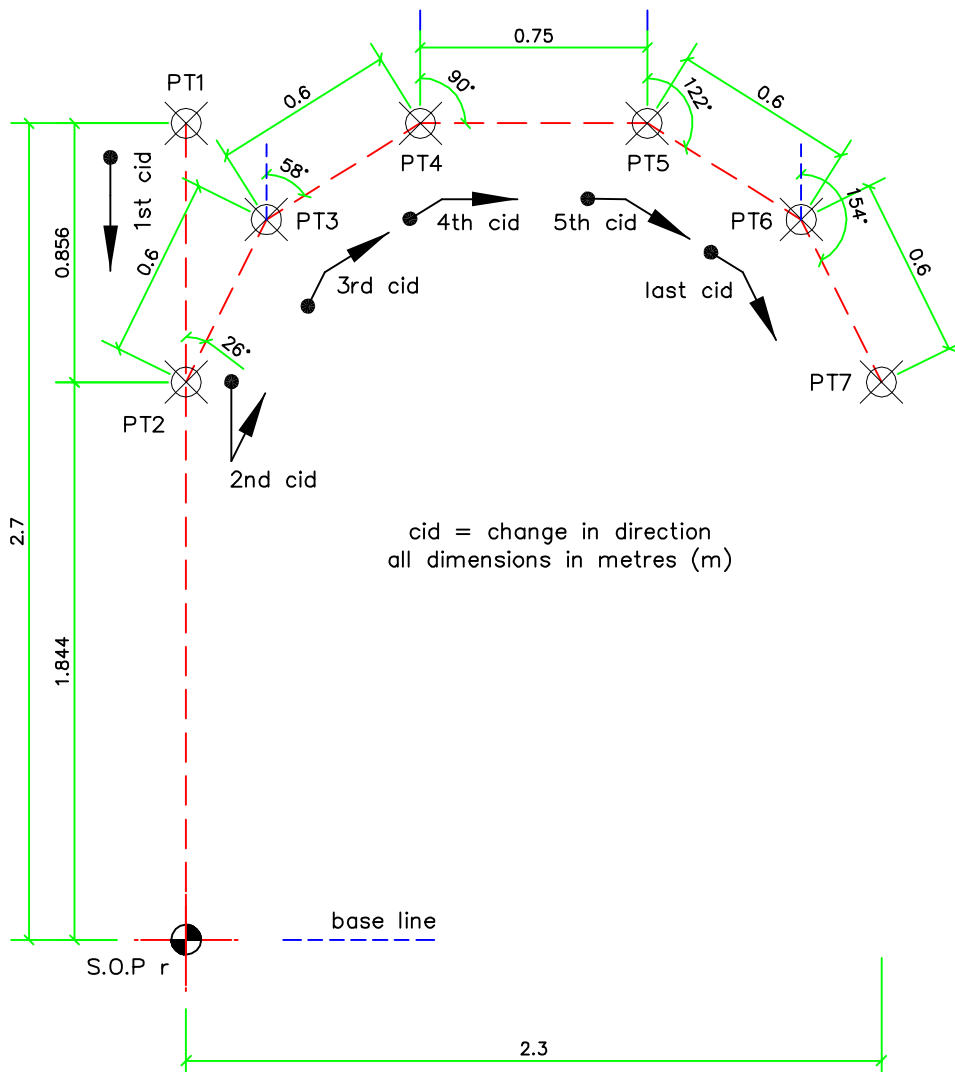 0.75
PT1
0.6
90°
122°
0.6
PT4
PT5
1st cid
58°
PT3
4th cid
5th cid
PT6
154°
0.856
0.6
3rd cid
last cid
0.6
26°
PT2
PT7
2nd cid
2.7
cid = change in direction
all dimensions in metres (m)
1.844
base line
S.O.P r
2.3